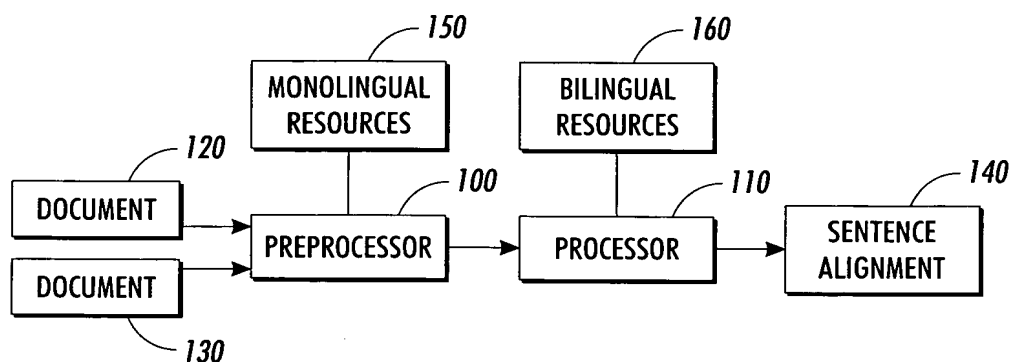 150
160
MONOLINGUAL
RESOURCES
BILINGUAL
RESOURCES
120
100
110
140
DOCUMENT
PREPROCESSOR
PROCESSOR
SENTENCE
ALIGNMENT
DOCUMENT
130